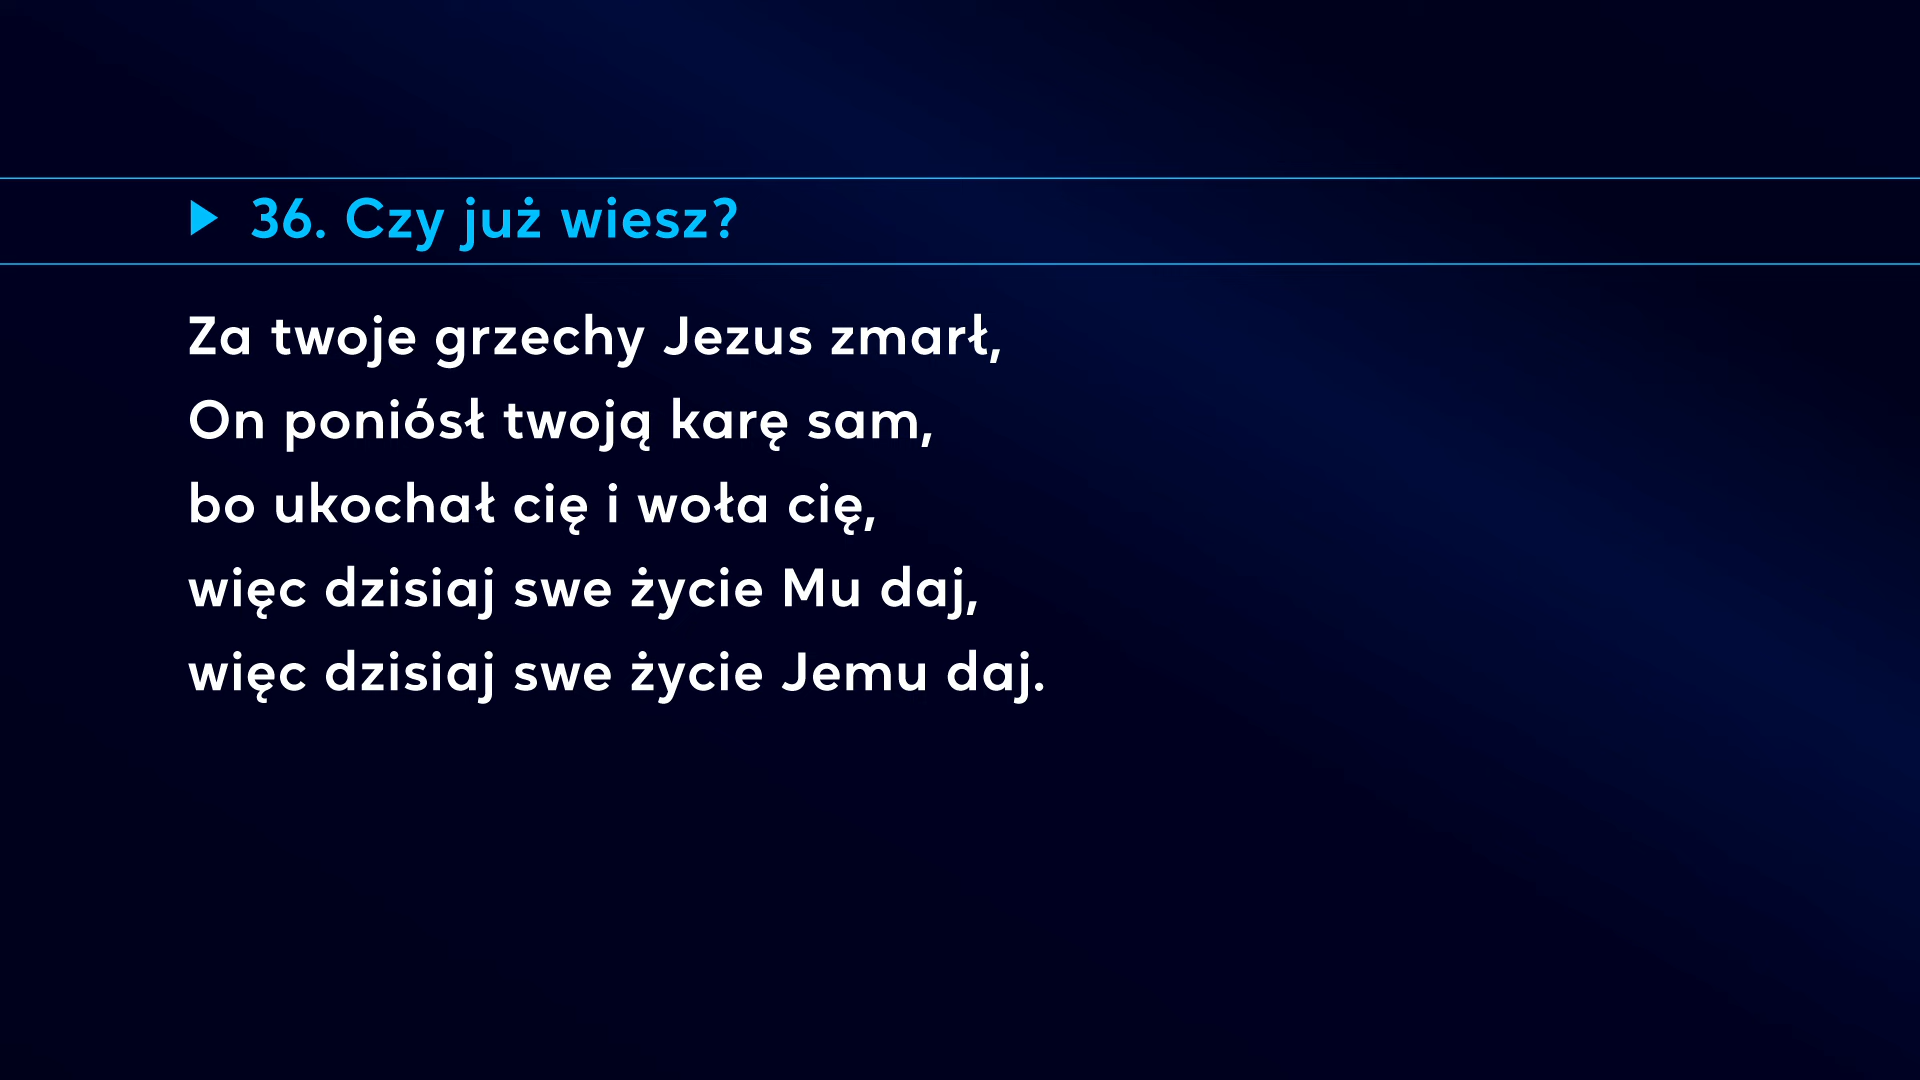 36. Czy już wiesz?
Za twoje grzechy Jezus zmarł,
On poniósł twoją karę sam,
bo ukochał cię i woła cię,
więc dzisiaj swe życie Mu daj,
więc dzisiaj swe życie Jemu daj.